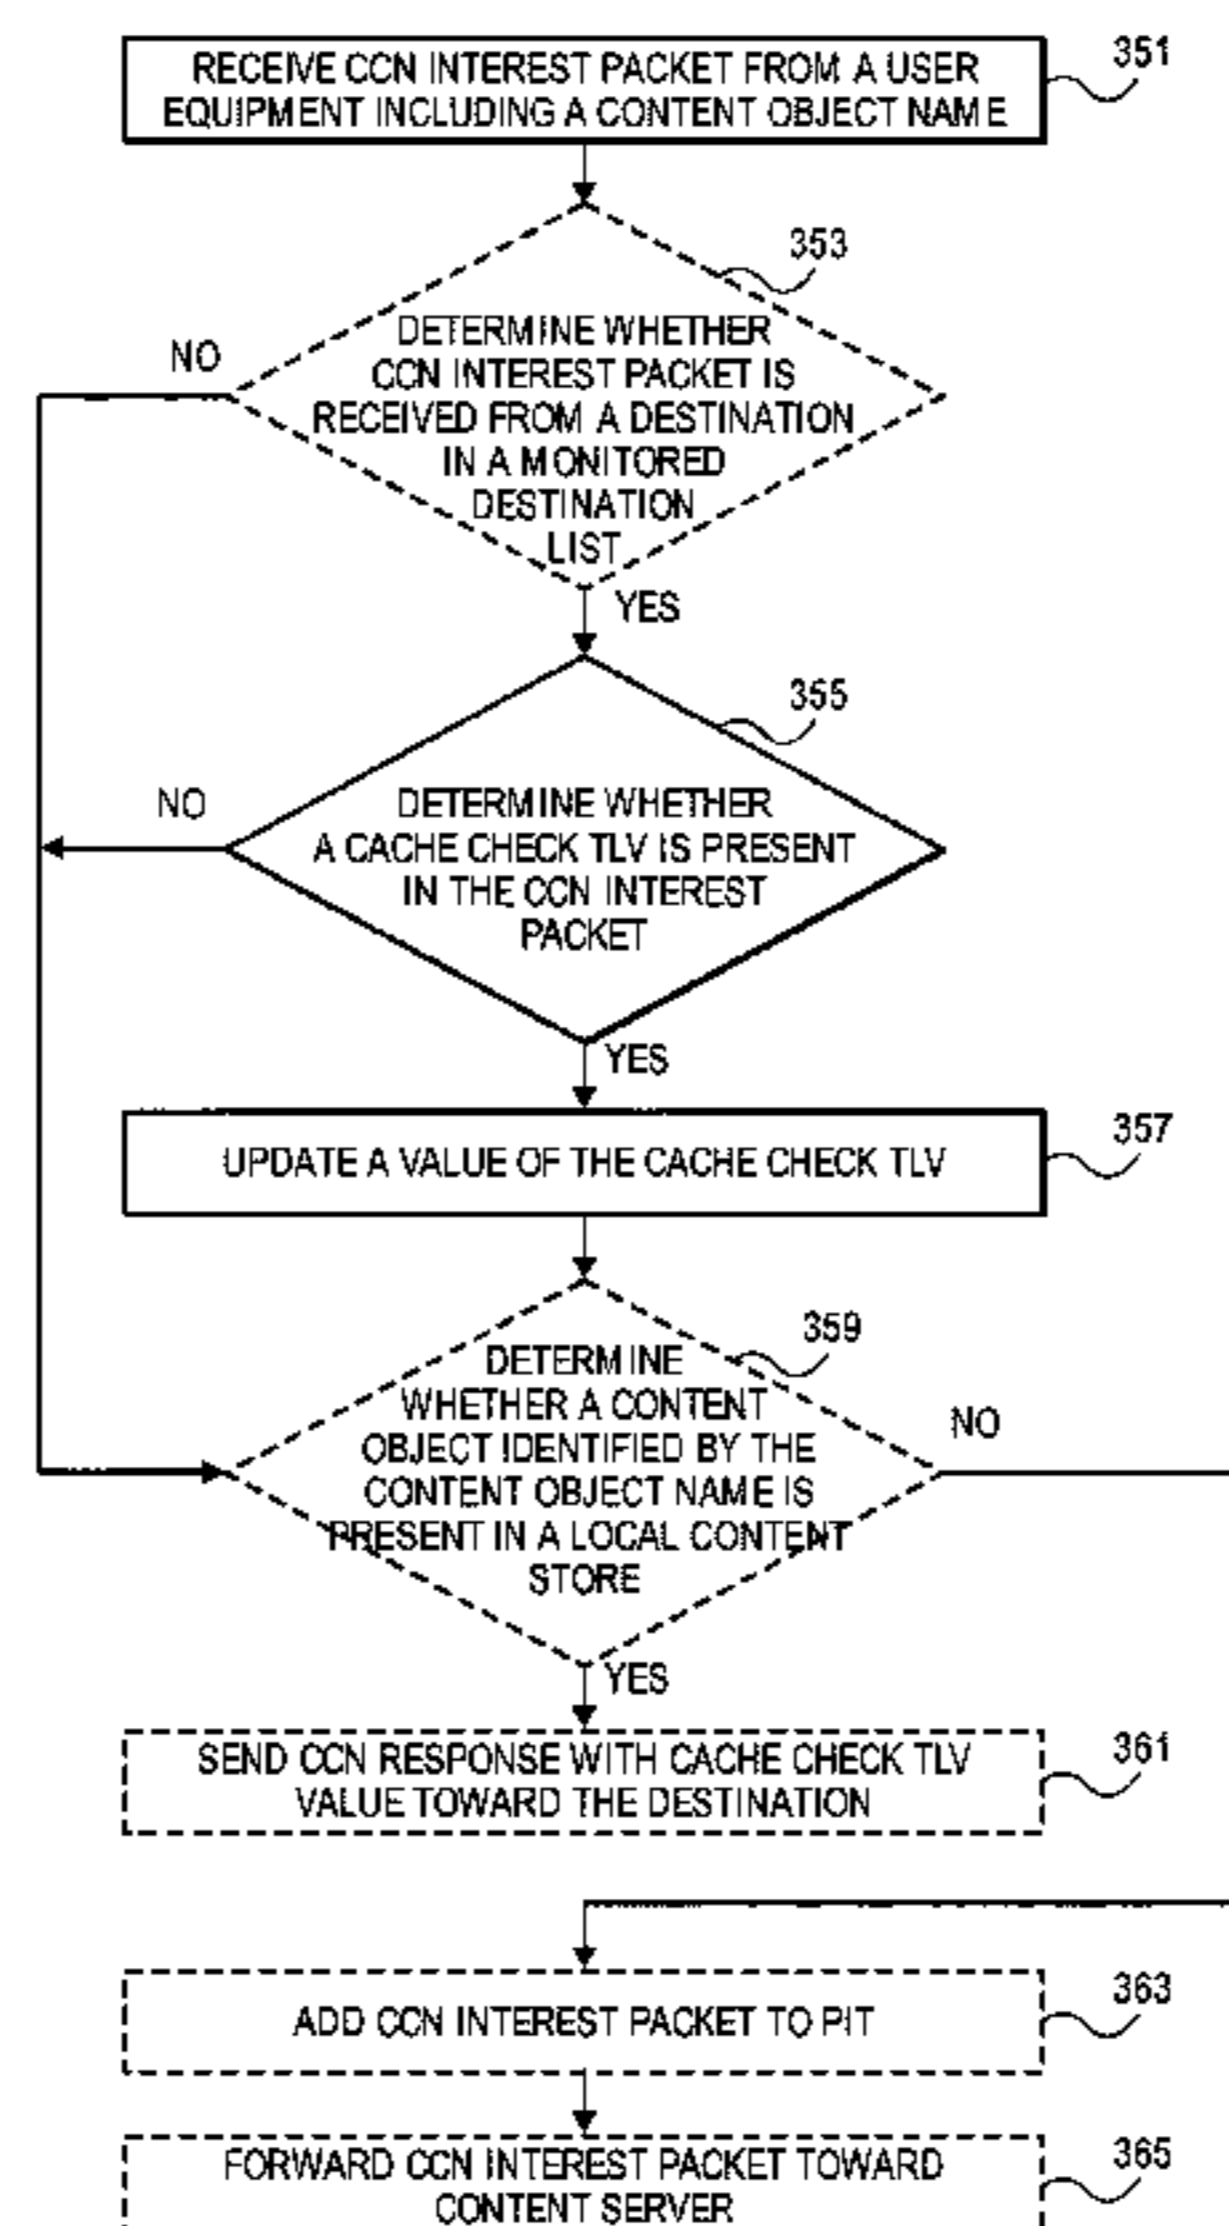 RECEIVE CCN INTEREST PACKET FROM A USER
EQUIPMENT INCLUDING A CONTENT OBJECT NAME
351
353
DETERMINE WHETHER
CCN INTEREST PACKET IS
RECEIVED FROM A DESTINATION
IN A MONITORED
DESTINATION
LIST
NO
YES
355
DETERMINE WHETHER
A CACHE CHECK TLV IS PRESENT
IN THE CCN INTEREST
PACKET
NO
YES
UPDATE A VALUE OF THE CACHE CHECK TLV
357
359
DETERMINE
WHETHER A CONTENT
OBJECT IDENTIFIED BY THE
CONTENT OBJECT NAME IS
PRESENT IN A LOCAL CONTENT
STORE
NO
YES
SEND CCN RESPONSE WITH CACHE CHECK TLV
VALUE TOWARD THE DESTINATION
361
ADD CCN INTEREST PACKET TO PIT
363
FORWARD CCN INTEREST PACKET TOWARD
CONTENT SERVER
365